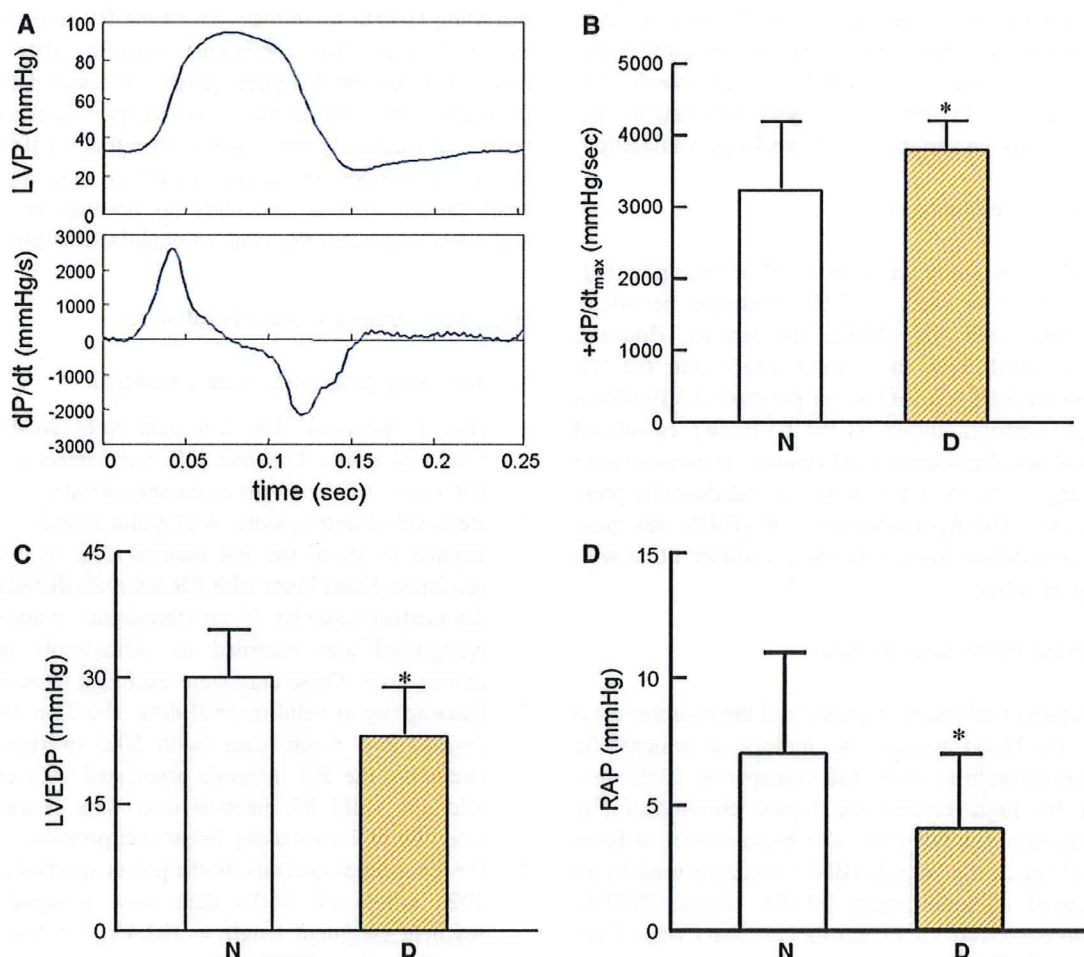 A
LVP (mmHg)
100
80
60
40
20
0
dP/dt (mmHg/s)
3000
2000
1000
0
-1000
-2000
-3000
0
0.05
0.1
0.15
0.2
0.25
time (sec)
B
+dP/dtmax (mmHg/sec)
5000
4000
3000
2000
1000
0
*
N
D
C
LVEDP (mmHg)
45
30
15
0
*
N
D
D
RAP (mmHg)
15
10
5
0
*
N
D